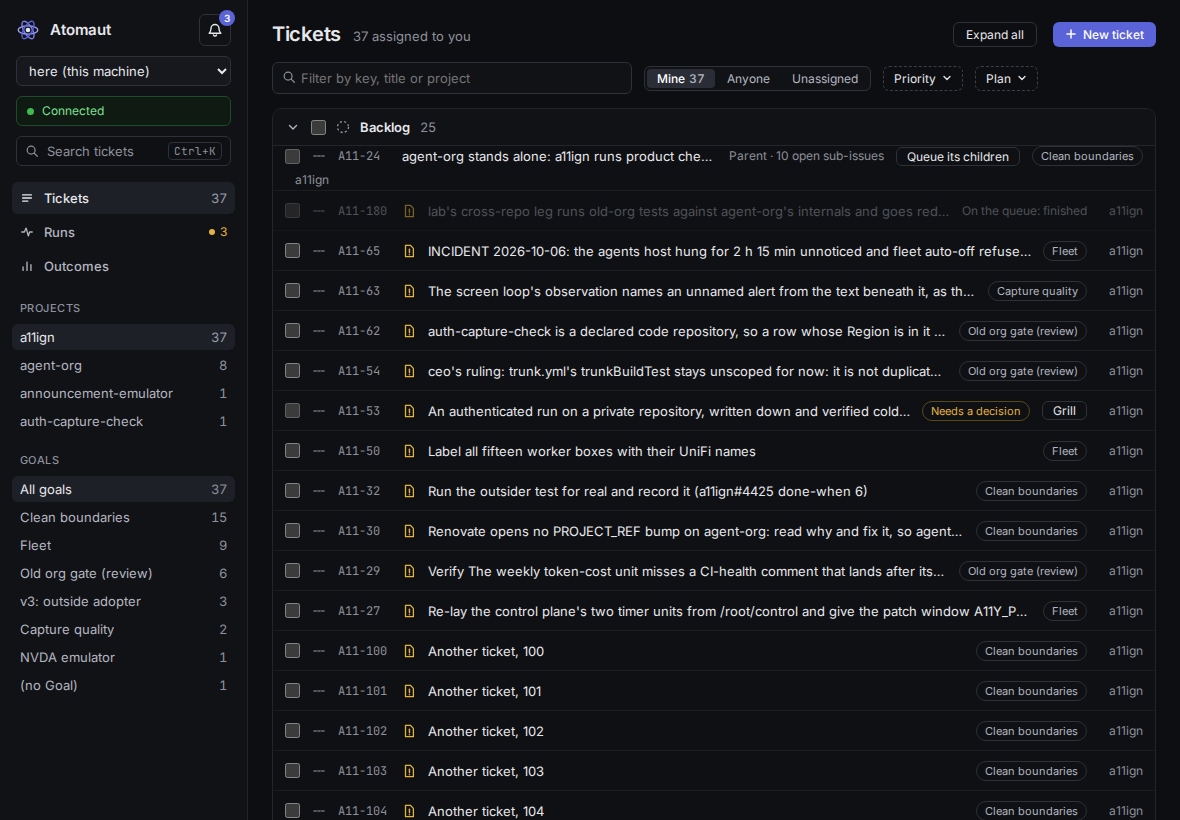 Atomaut
3
here (this machine)
Connected
Search tickets Ctrl+K
Tickets 37
Runs 3
Outcomes
PROJECTS
a11ign 37
agent-org 8
announcement-emulator 1
auth-capture-check 1
GOALS
All goals 37
Clean boundaries 15
Fleet 9
Old org gate (review) 6
v3: outside adopter 3
Capture quality 2
NVDA emulator 1
(no Goal) 1
Tickets 37 assigned to you
Expand all
+ New ticket
Filter by key, title or project
Mine 37 Anyone Unassigned Priority Plan
Backlog 25
--- A11-24 agent-org stands alone: a11ign runs product che... Parent · 10 open sub-issues Queue its children Clean boundaries
a11ign
--- A11-180 lab's cross-repo leg runs old-org tests against agent-org's internals and goes red... On the queue: finished a11ign
--- A11-65 INCIDENT 2026-10-06: the agents host hung for 2 h 15 min unnoticed and fleet auto-off refuse... Fleet a11ign
--- A11-63 The screen loop's observation names an unnamed alert from the text beneath it, as th... Capture quality a11ign
--- A11-62 auth-capture-check is a declared code repository, so a row whose Region is in it ... Old org gate (review) a11ign
--- A11-54 ceo's ruling: trunk.yml's trunkBuildTest stays unscoped for now: it is not duplicat... Old org gate (review) a11ign
--- A11-53 An authenticated run on a private repository, written down and verified cold... Needs a decision Grill a11ign
--- A11-50 Label all fifteen worker boxes with their UniFi names Fleet a11ign
--- A11-32 Run the outsider test for real and record it (a11ign#4425 done-when 6) Clean boundaries a11ign
--- A11-30 Renovate opens no PROJECT_REF bump on agent-org: read why and fix it, so agent... Clean boundaries a11ign
--- A11-29 Verify The weekly token-cost unit misses a CI-health comment that lands after its... Old org gate (review) a11ign
--- A11-27 Re-lay the control plane's two timer units from /root/control and give the patch window A11Y_P... Fleet a11ign
--- A11-100 Another ticket, 100 Clean boundaries a11ign
--- A11-101 Another ticket, 101 Clean boundaries a11ign
--- A11-102 Another ticket, 102 Clean boundaries a11ign
--- A11-103 Another ticket, 103 Clean boundaries a11ign
--- A11-104 Another ticket, 104 Clean boundaries a11ign